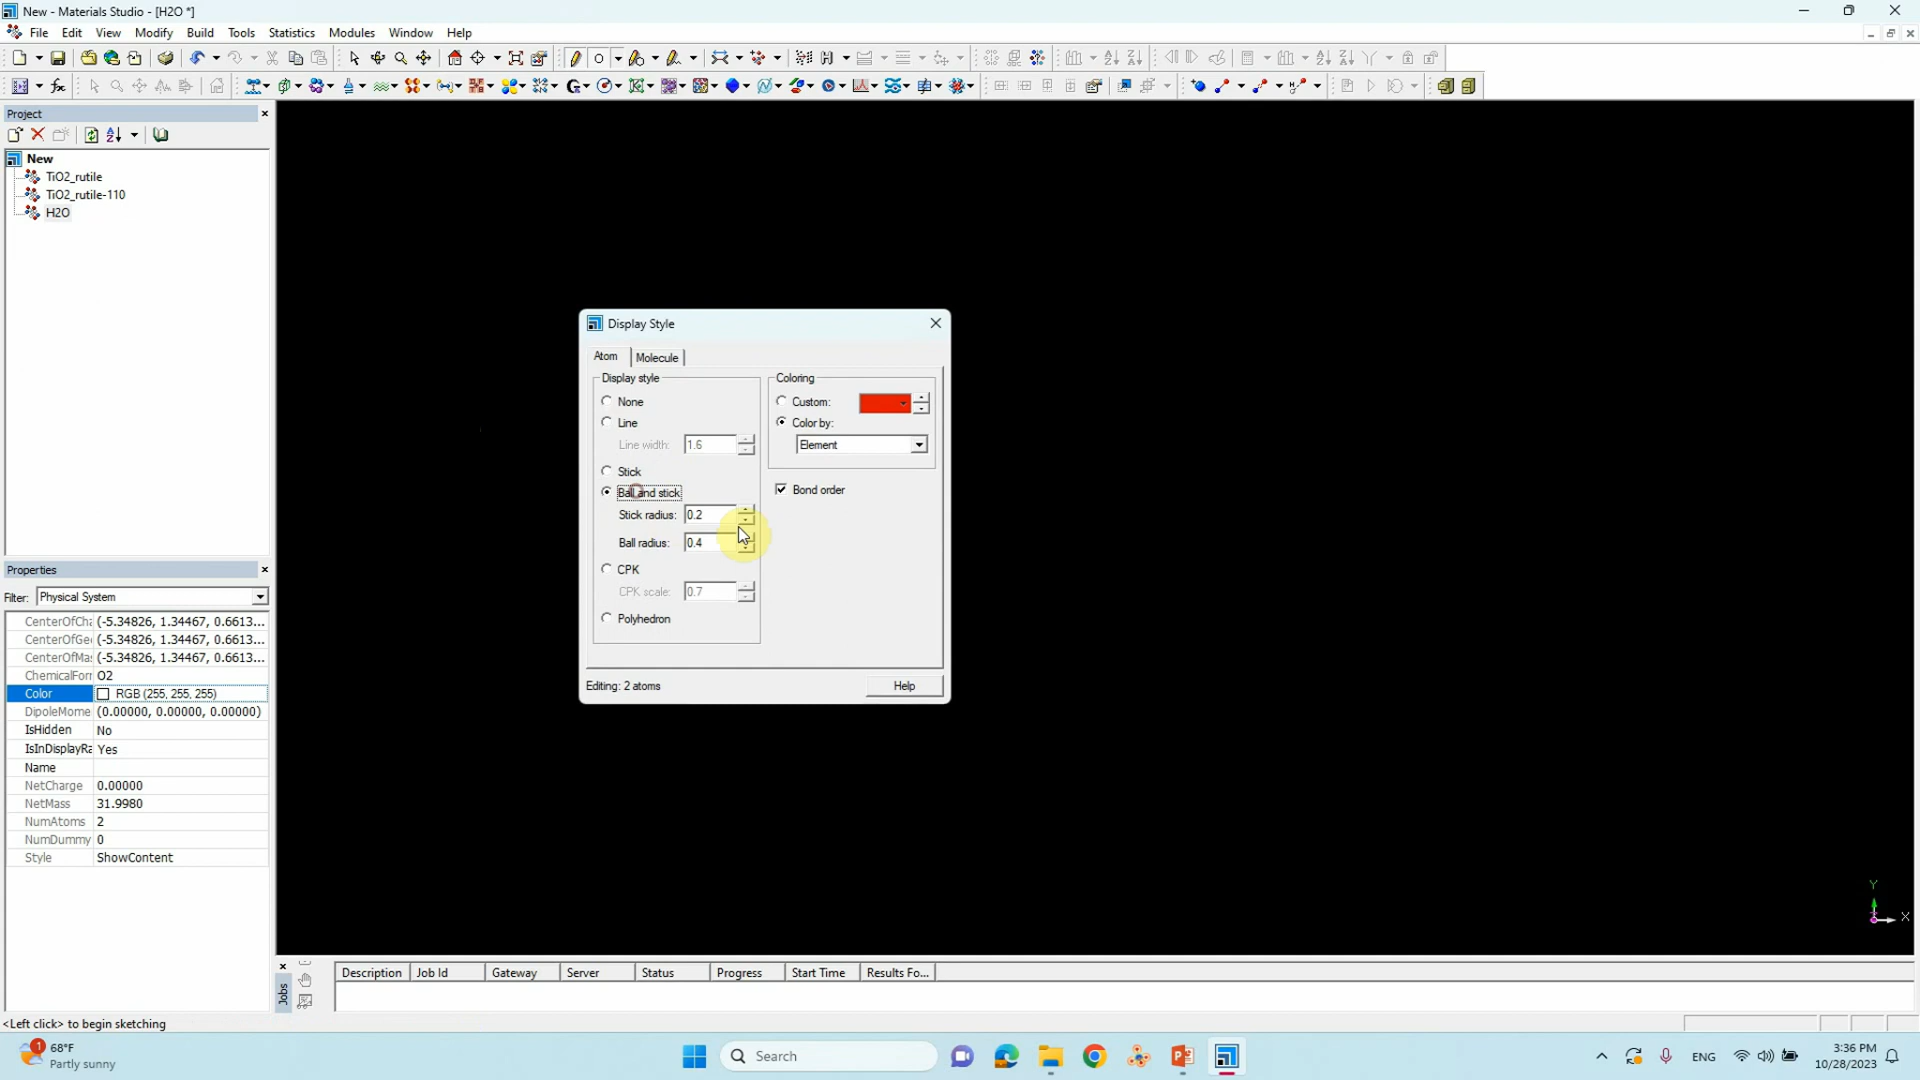 New - Materials Studio - [H2O *]
File Edit View Modify Build Tools Statistics Modules Window Help
Project
New
TiO2_rutile
TiO2_rutile-110
H2O
Display Style
Atom Molecule
Display style
None
Line
Line width: 1.6
Stick
Ball and stick
Stick radius: 0.2
Ball radius: 0.4
CPK
CPK scale: 0.7
Polyhedron
Coloring
Custom:
Color by:
Element
Bond order
Editing: 2 atoms
Help
Properties
Filter: Physical System
CenterOfCha (-5.34826, 1.34467, 0.6613...
CenterOfGe (-5.34826, 1.34467, 0.6613...
CenterOfMa (-5.34826, 1.34467, 0.6613...
ChemicalForr O2
Color RGB (255, 255, 255)
DipoleMome (0.00000, 0.00000, 0.00000)
IsHidden No
IsInDisplayRa Yes
Name
NetCharge 0.00000
NetMass 31.9980
NumAtoms 2
NumDummy 0
Style ShowContent
Y
X
Jobs
Description Job Id Gateway Server Status Progress Start Time Results Fo...
<Left click> to begin sketching
1
68°F
Partly sunny
Search
ENG
3:36 PM
10/28/2023